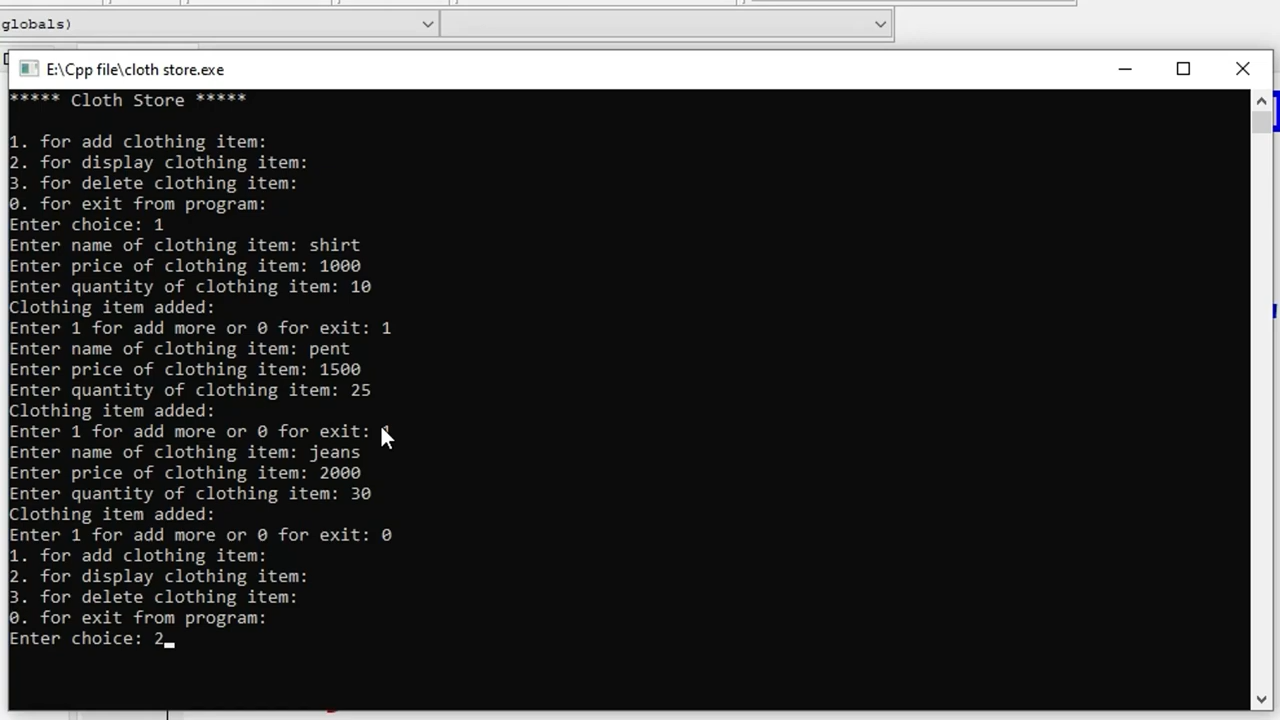 globals)
E:\Cpp file\cloth store.exe
***** Cloth Store *****
1. for add clothing item:
2. for display clothing item:
3. for delete clothing item:
0. for exit from program:
Enter choice: 1
Enter name of clothing item: shirt
Enter price of clothing item: 1000
Enter quantity of clothing item: 10
Clothing item added:
Enter 1 for add more or 0 for exit: 1
Enter name of clothing item: pent
Enter price of clothing item: 1500
Enter quantity of clothing item: 25
Clothing item added:
Enter 1 for add more or 0 for exit: 1
Enter name of clothing item: jeans
Enter price of clothing item: 2000
Enter quantity of clothing item: 30
Clothing item added:
Enter 1 for add more or 0 for exit: 0
1. for add clothing item:
2. for display clothing item:
3. for delete clothing item:
0. for exit from program:
Enter choice: 2